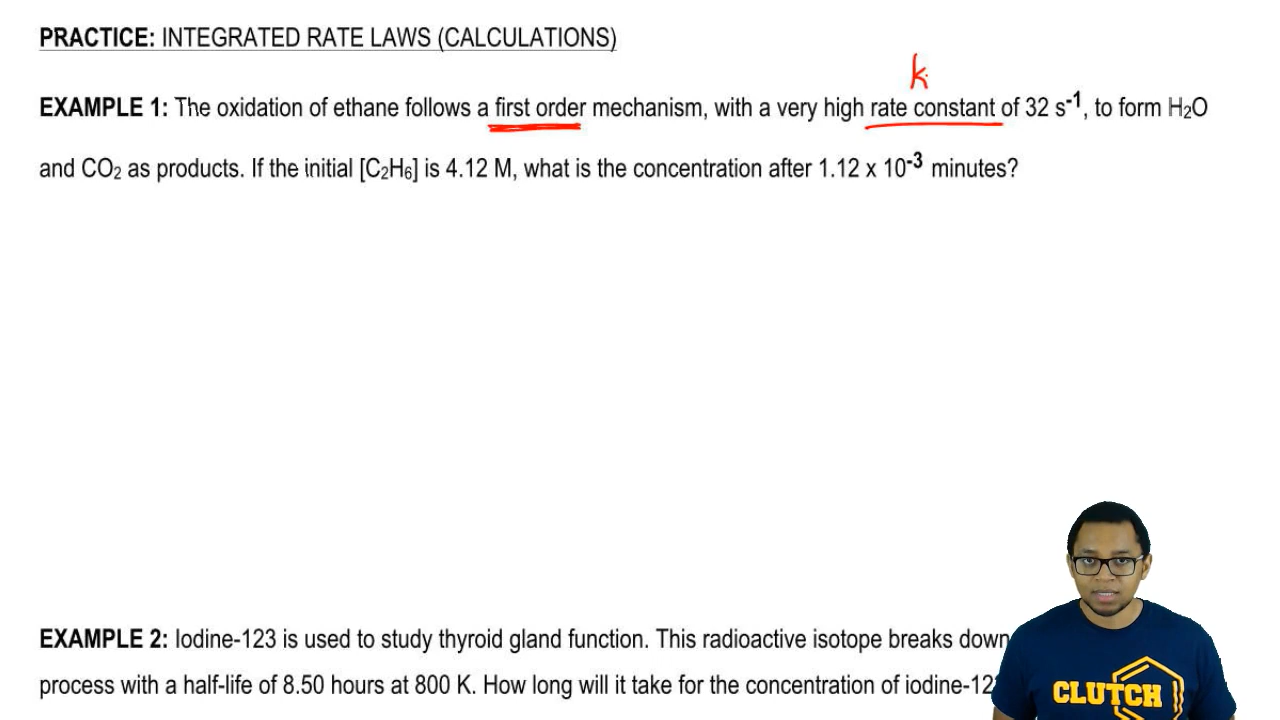 PRACTICE: INTEGRATED RATE LAWS (CALCULATIONS)
k
EXAMPLE 1: The oxidation of ethane follows a first order mechanism, with a very high rate constant of 32 s⁻¹, to form H₂O
and CO₂ as products. If the initial [C₂H₆] is 4.12 M, what is the concentration after 1.12 x 10⁻³ minutes?
EXAMPLE 2: Iodine-123 is used to study thyroid gland function. This radioactive isotope breaks down
process with a half-life of 8.50 hours at 800 K. How long will it take for the concentration of
CLUTCH